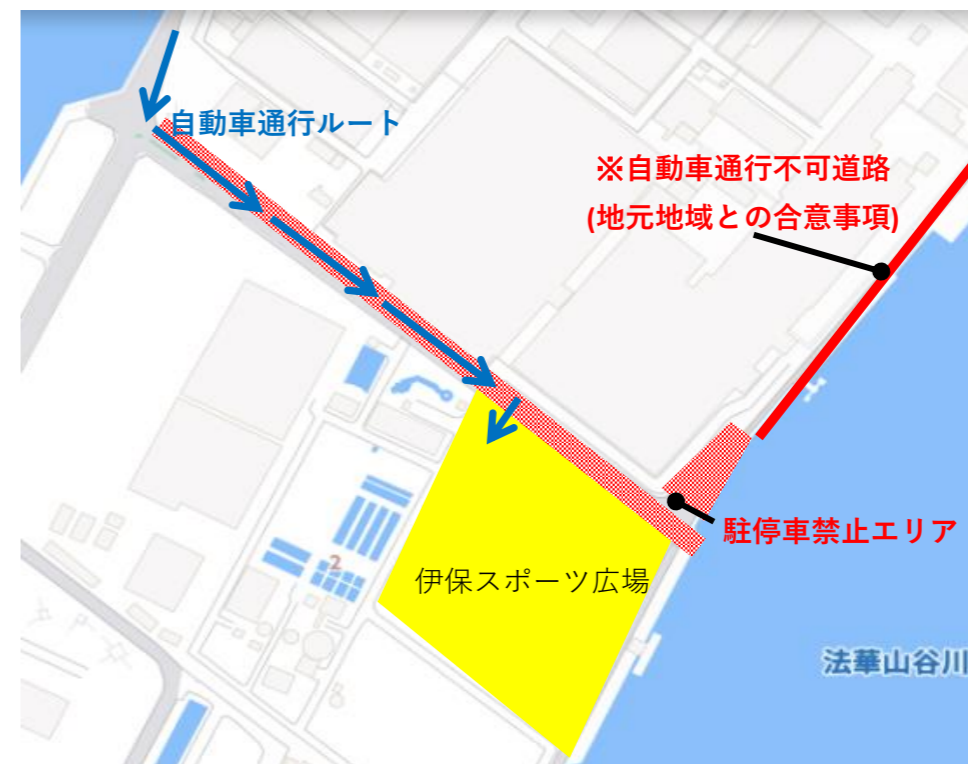 自動車通行ルート
※自動車通行不可道路
(地元地域との合意事項)
駐停車禁止エリア
2
伊保スポーツ広場
法華山谷川